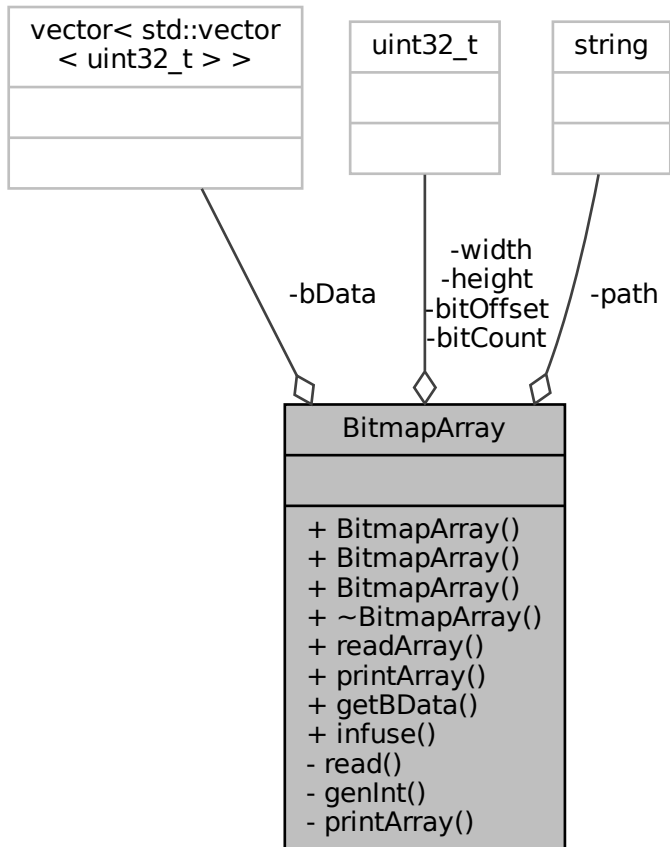 vector< std::vector
< uint32_t > >
uint32_t
string
-bData
-width
-height
-bitOffset
-bitCount
-path
BitmapArray
+ BitmapArray()
+ BitmapArray()
+ BitmapArray()
+ ~BitmapArray()
+ readArray()
+ printArray()
+ getBData()
+ infuse()
- read()
- genInt()
- printArray()